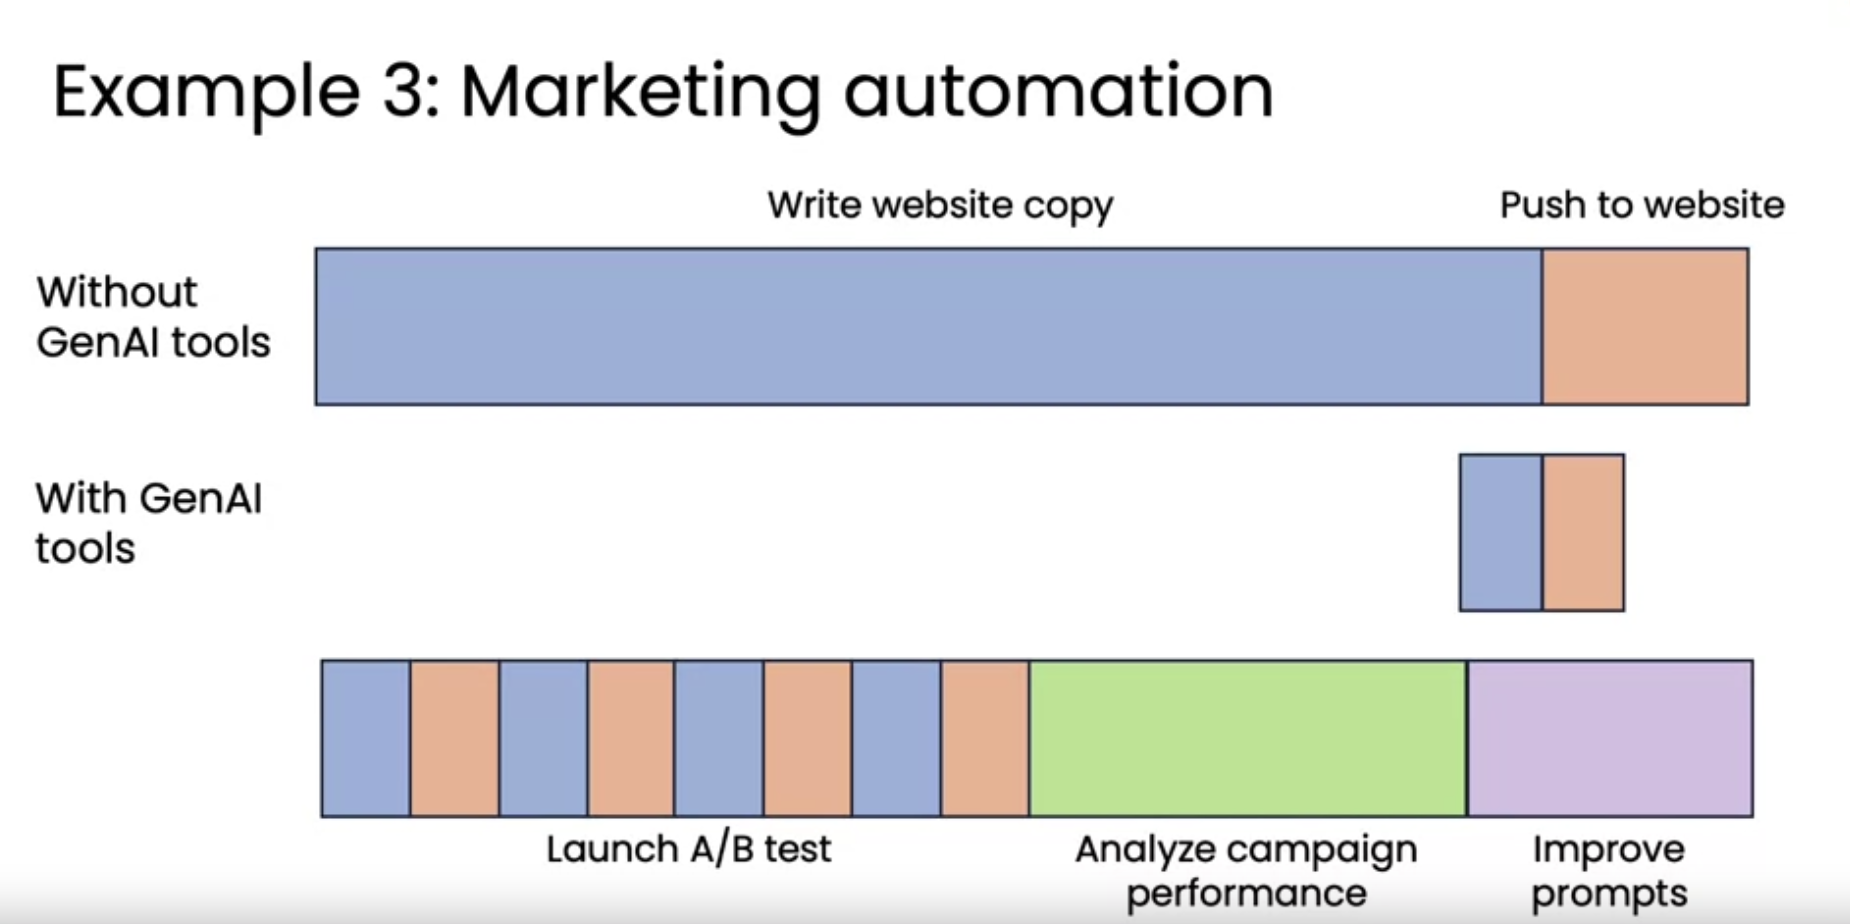 Example 3: Marketing automation
Write website copy
Push to website
Without
GenAI tools
With GenAI
tools
Launch A/B test
Analyze campaign
performance
Improve
prompts